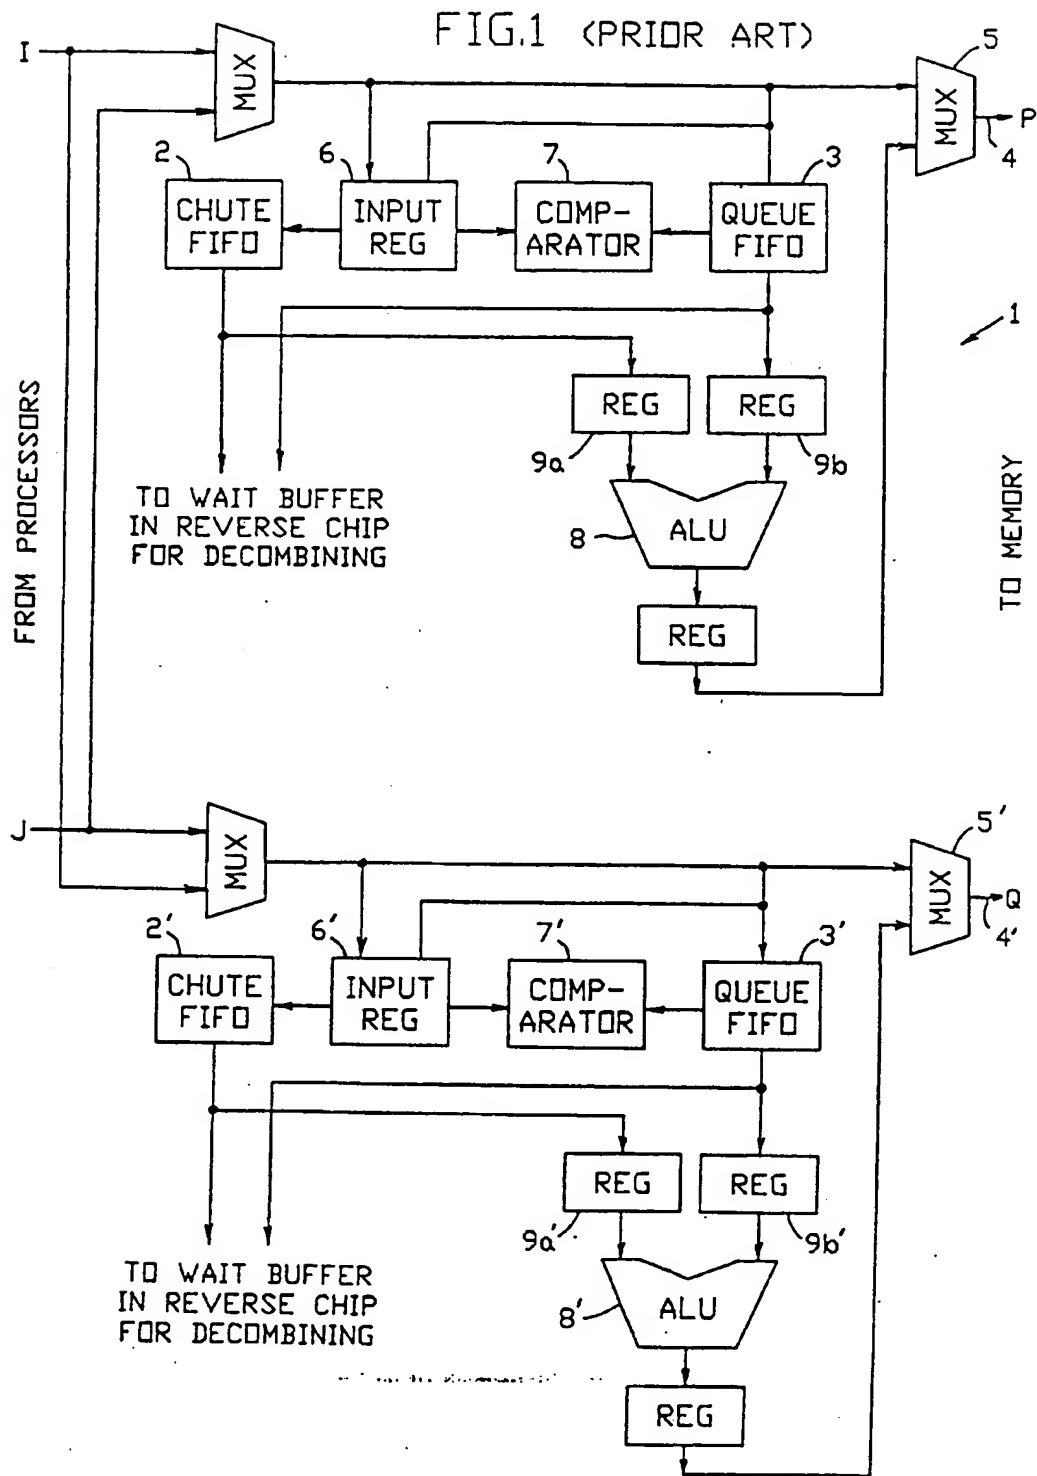 FIG.1 (PRIOR ART)
I
MUX
5
MUX
P
4
2
6
7
3
CHUTE
FIFO
INPUT
REG
COMP-
ARATOR
QUEUE
FIFO
1
FROM PROCESSORS
REG
REG
9a
9b
TO WAIT BUFFER
IN REVERSE CHIP
FOR DECOMBINING
8
ALU
TO MEMORY
REG
J
MUX
5'
MUX
Q
4'
2'
6'
7'
3'
CHUTE
FIFO
INPUT
REG
COMP-
ARATOR
QUEUE
FIFO
REG
REG
9a'
9b'
TO WAIT BUFFER
IN REVERSE CHIP
FOR DECOMBINING
8'
ALU
REG